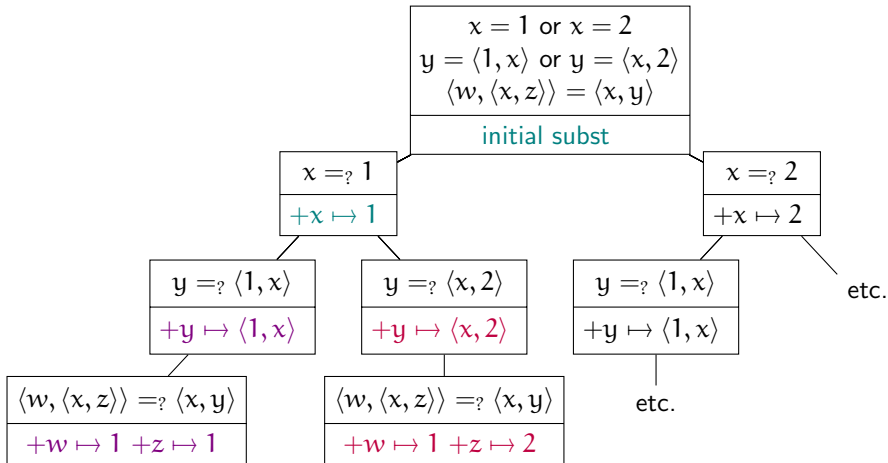 x = 1 or x = 2
y = ⟨1, x⟩ or y = ⟨x, 2⟩
⟨w, ⟨x, z⟩⟩ = ⟨x, y⟩
initial subst
x =? 1
+x ↦ 1
x =? 2
+x ↦ 2
y =? ⟨1, x⟩
+y ↦ ⟨1, x⟩
y =? ⟨x, 2⟩
+y ↦ ⟨x, 2⟩
y =? ⟨1, x⟩
+y ↦ ⟨1, x⟩
etc.
⟨w, ⟨x, z⟩⟩ =? ⟨x, y⟩
+w ↦ 1 +z ↦ 1
⟨w, ⟨x, z⟩⟩ =? ⟨x, y⟩
+w ↦ 1 +z ↦ 2
etc.